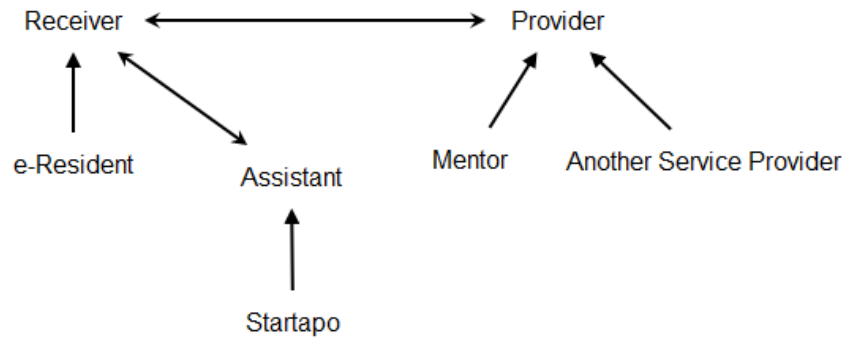 Receiver
Provider
e-Resident
Assistant
Mentor
Another Service Provider
Startapo